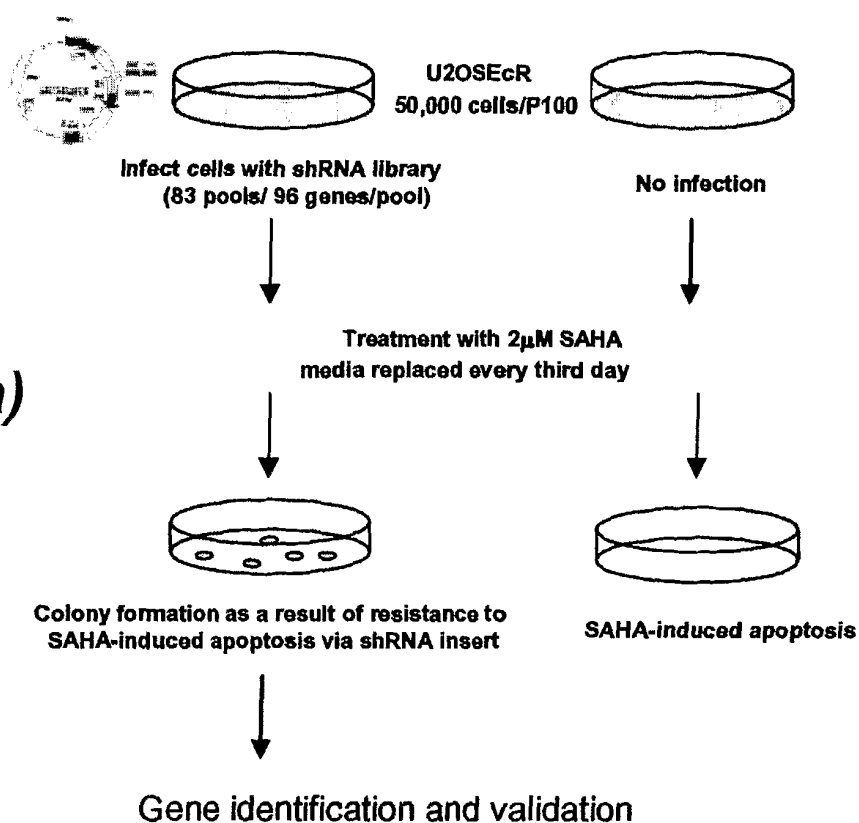 U2OSEcR
50,000 cells/P100
Infect cells with shRNA library
(83 pools/ 96 genes/pool)
No infection
Treatment with 2μM SAHA
media replaced every third day
Colony formation as a result of resistance to
SAHA-induced apoptosis via shRNA insert
SAHA-induced apoptosis
Gene identification and validation